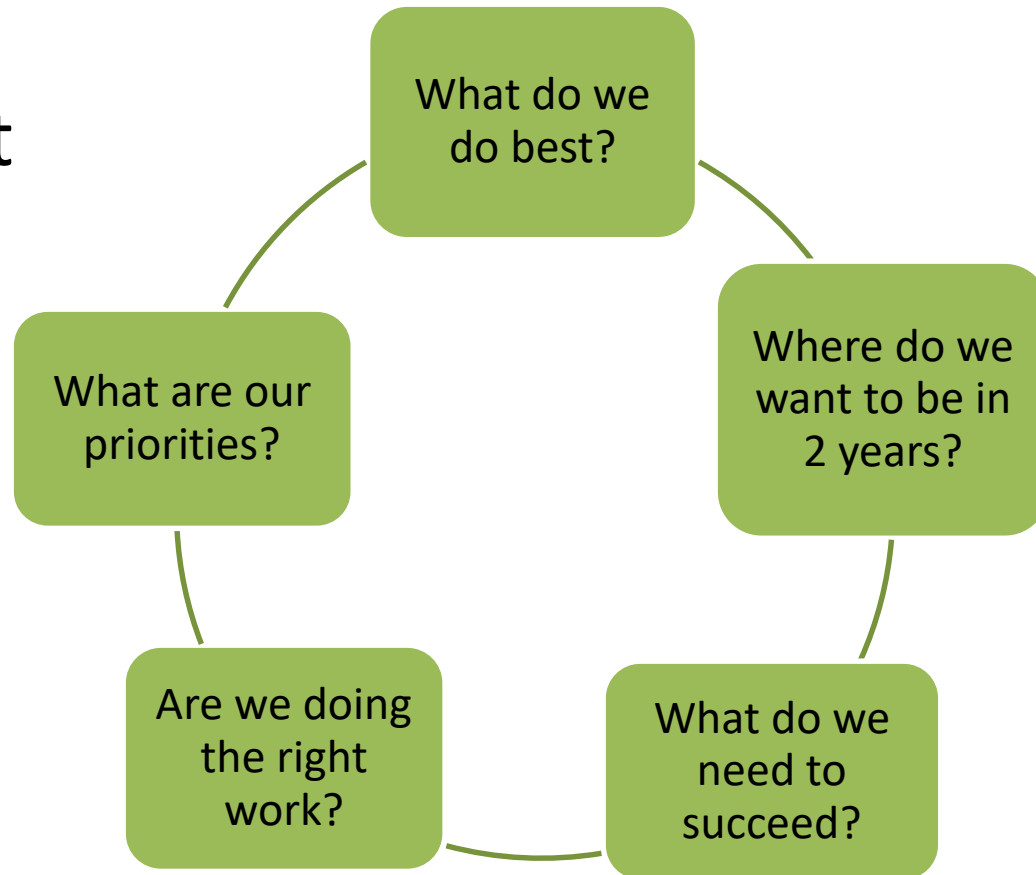 t
What do we
do best?
Where do we
want to be in
2 years?
What do we
need to
succeed?
Are we doing
the right
work?
What are our
priorities?